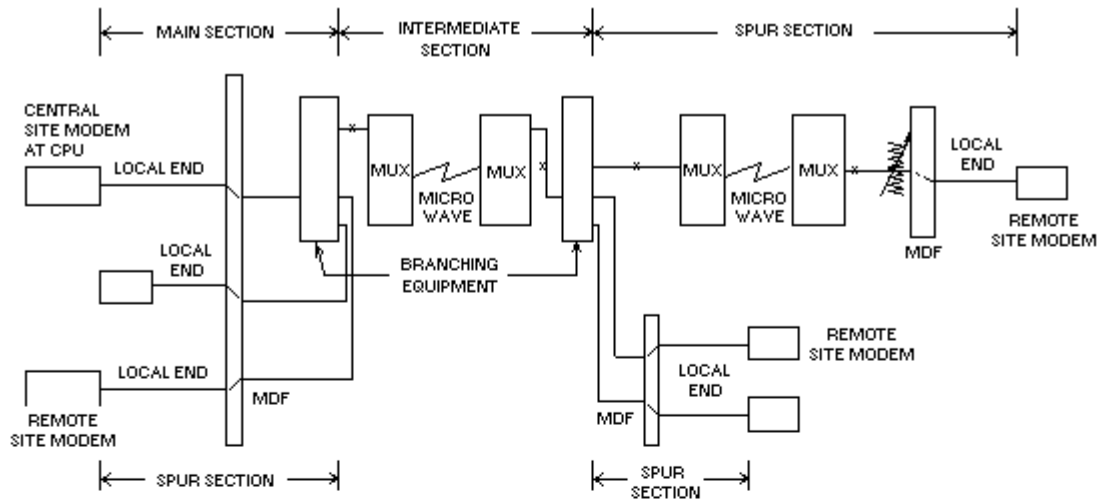 MAIN SECTION
INTERMEDIATE
SECTION
SPUR SECTION
CENTRAL
SITE MODEM
AT CPU
LOCAL END
MUX
MICRO
WAVE
MUX
MUX
MICRO
WAVE
MUX
LOCAL
END
REMOTE
SITE MODEM
MDF
LOCAL
END
BRANCHING
EQUIPMENT
LOCAL END
MDF
REMOTE
SITE MODEM
REMOTE
SITE MODEM
LOCAL
END
MDF
SPUR SECTION
SPUR
SECTION